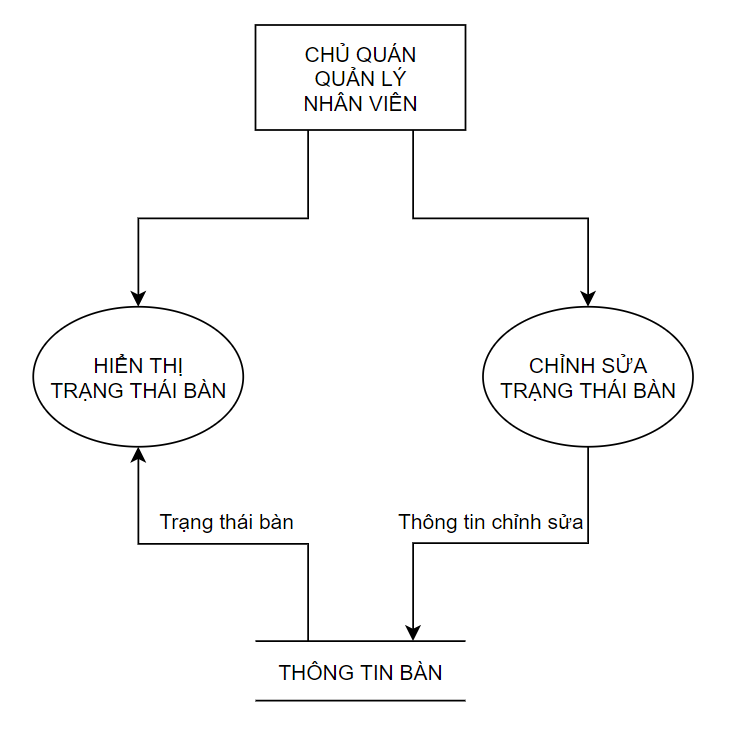 CHỦ QUÁN
QUẢN LÝ
NHÂN VIÊN
HIỂN THỊ
TRẠNG THÁI BÀN
CHỈNH SỬA
TRẠNG THÁI BÀN
Trạng thái bàn
Thông tin chỉnh sửa
THÔNG TIN BÀN